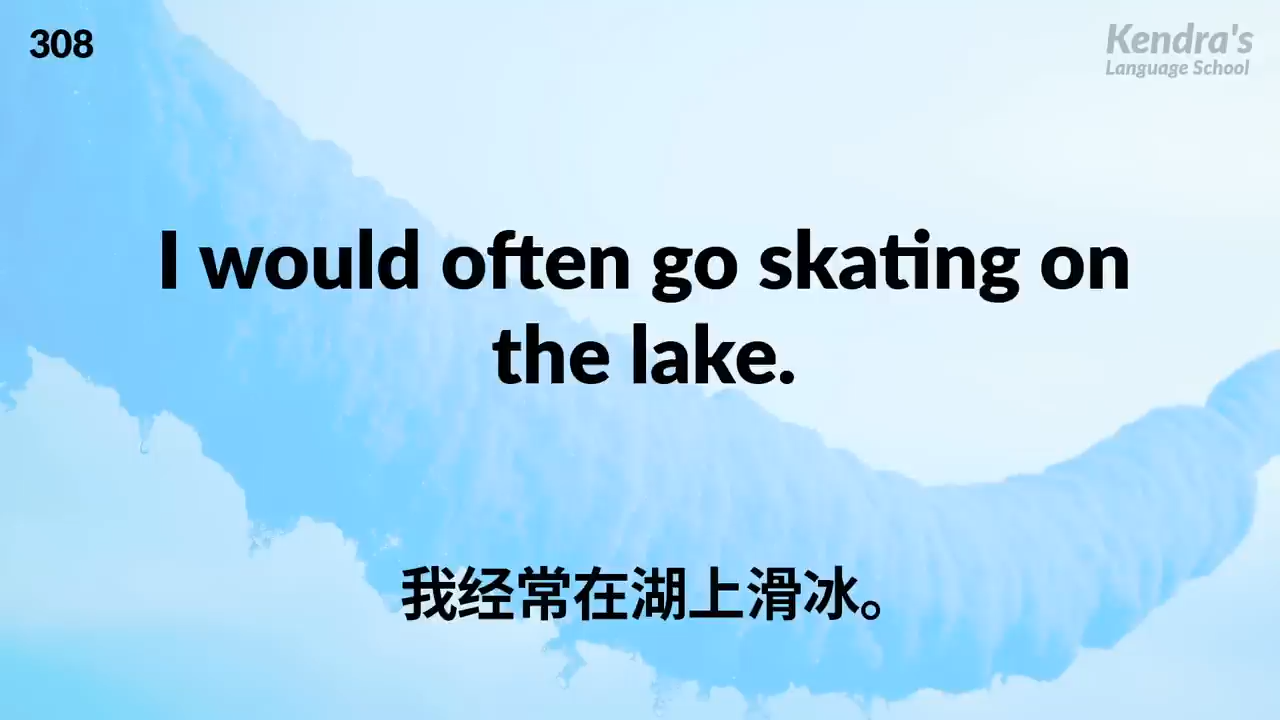 308
Kendra's
Language School
I would often go skating on
the lake.
我经常在湖上滑冰。